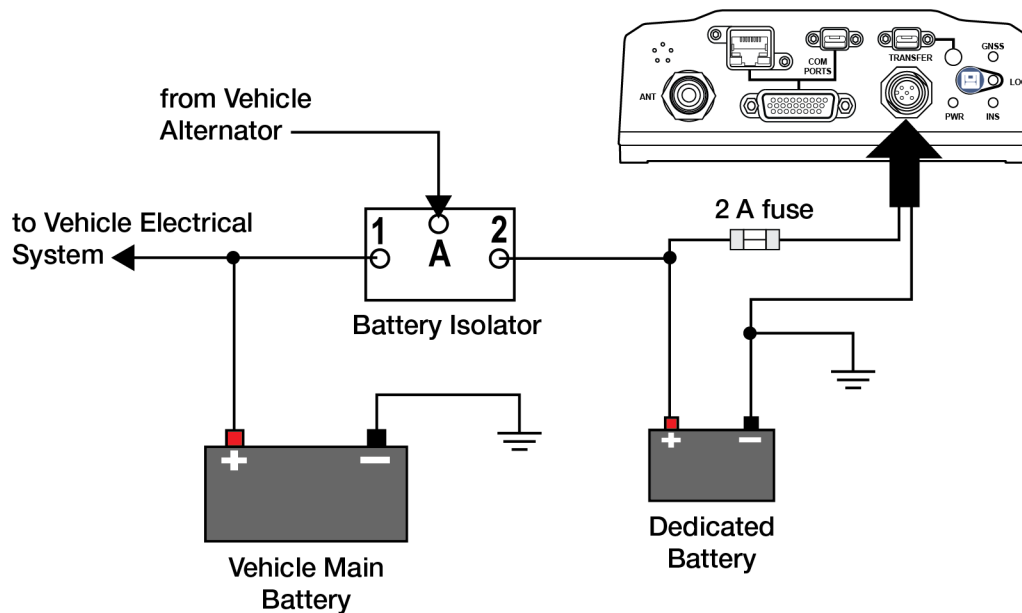 GNSS
COM
PORTS
TRANSFER
ANT
PWR
INS
from Vehicle
Alternator
to Vehicle Electrical
System
1
A
2
2 A fuse
Battery Isolator
+
−
Vehicle Main
Battery
+
−
Dedicated
Battery